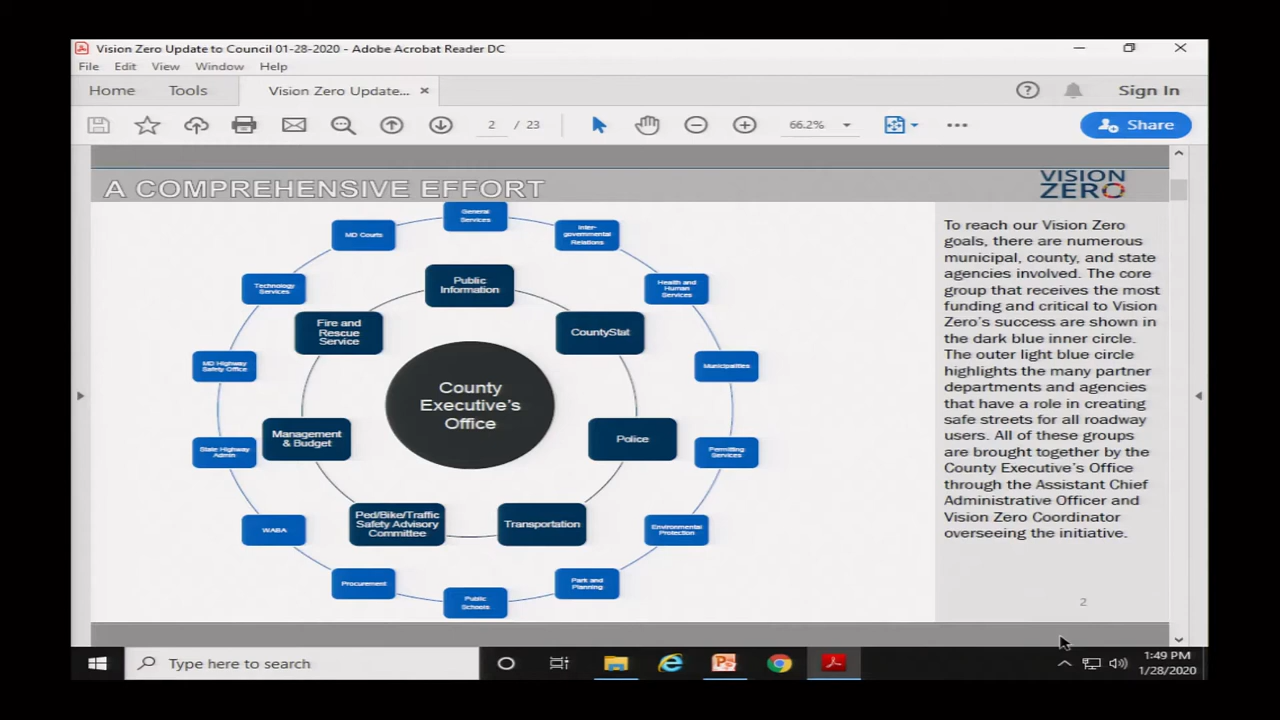 Vision Zero Update to Council 01-28-2020 - Adobe Acrobat Reader DC
File Edit View Window Help
Home Tools Vision Zero Update... × Sign In
2 / 23 66.2% Share
A COMPREHENSIVE EFFORT
VISION
ZERO
General
Services
MD Courts
Inter-
governmental
Relations
Technology
Services
Public
Information
Health and
Human
Services
Fire and
Rescue
Service
CountyStat
MD Highway
Safety Office
Municipalities
County
Executive's
Office
State Highway
Admin
Management
& Budget
Police
Permitting
Services
WABA
Ped/Bike/Traffic
Safety Advisory
Committee
Transportation
Environmental
Protection
Procurement
Public
Schools
Park and
Planning
To reach our Vision Zero
goals, there are numerous
municipal, county, and state
agencies involved. The core
group that receives the most
funding and critical to Vision
Zero's success are shown in
the dark blue inner circle.
The outer light blue circle
highlights the many partner
departments and agencies
that have a role in creating
safe streets for all roadway
users. All of these groups
are brought together by the
County Executive's Office
through the Assistant Chief
Administrative Officer and
Vision Zero Coordinator
overseeing the initiative.
2
Type here to search
1:49 PM
1/28/2020